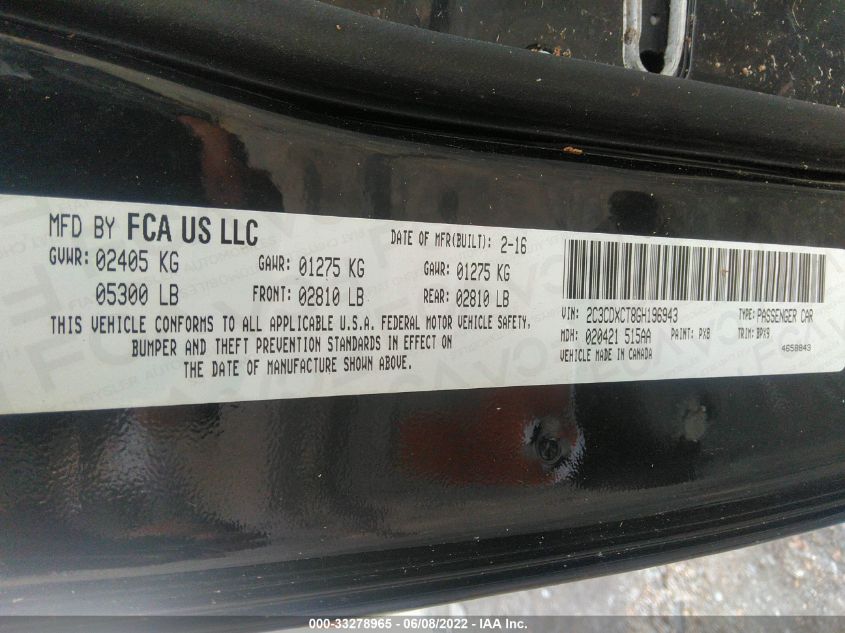 MFD BY FCA US LLC
DATE OF MFR(BUILT): 2-16
GVWR: 02405 KG
GAWR: 01275 KG
GAWR: 01275 KG
05300 LB
FRONT: 02810 LB
REAR: 02810 LB
THIS VEHICLE CONFORMS TO ALL APPLICABLE U.S.A. FEDERAL MOTOR VEHICLE SAFETY,
BUMPER AND THEFT PREVENTION STANDARDS IN EFFECT ON
THE DATE OF MANUFACTURE SHOWN ABOVE.
VIN: 2C3CDXCT8GH196943
TYPE: PASSENGER CAR
MDH: 020421 515AA
PAINT: PX8
TRIM: BPX9
VEHICLE MADE IN CANADA
4658843
000-33278965 - 06/08/2022 - IAA Inc.